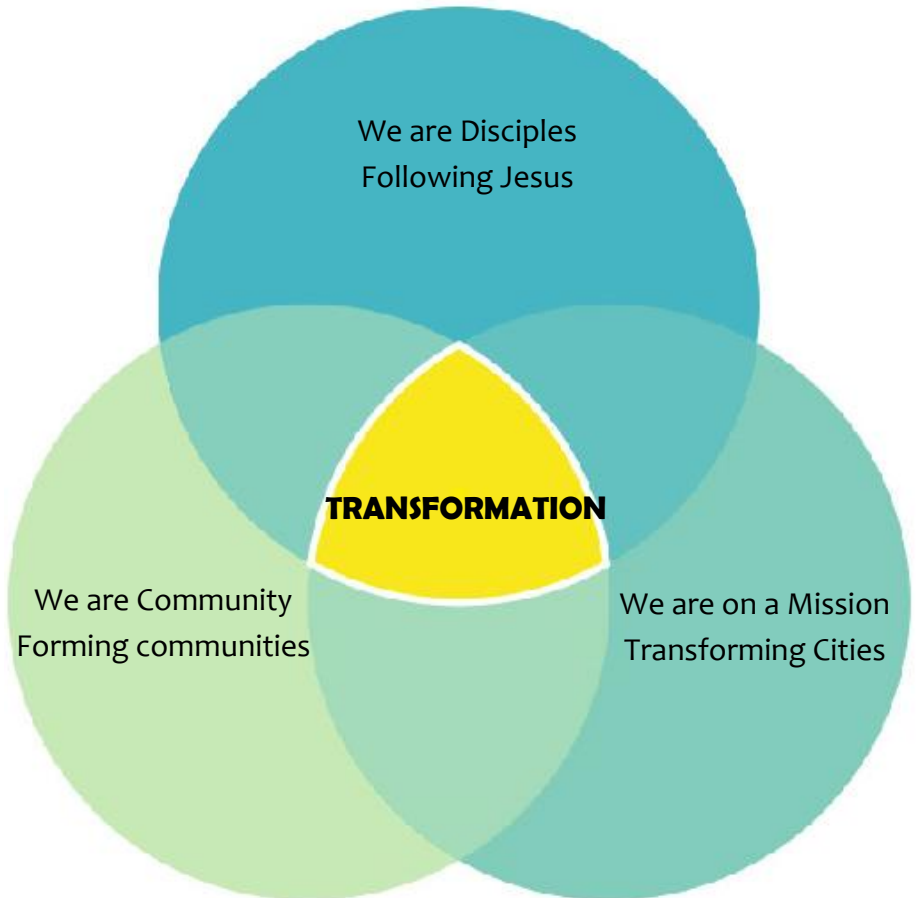 We are Disciples
Following Jesus
TRANSFORMATION
We are Community
Forming communities
We are on a Mission
Transforming Cities